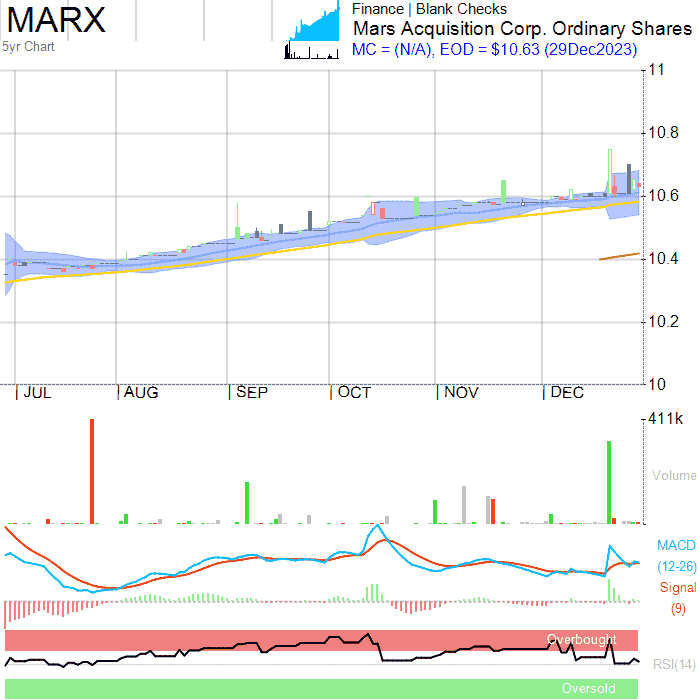 MARX
5yr Chart
Finance | Blank Checks
Mars Acquisition Corp. Ordinary Shares
MC = (N/A), EOD = $10.63 (29Dec2023)
11
10.8
10.6
10.4
10.2
10
JUL AUG SEP OCT NOV DEC
411k
Volume
MACD
(12-26)
Signal
(9)
Overbought
RSI(14)
Oversold